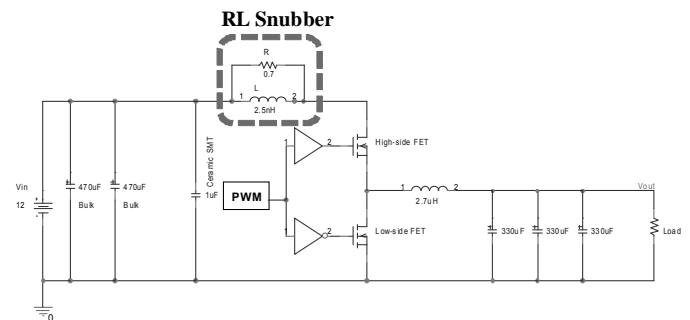 RL Snubber
R
0.7
1 L 2
2.5nH
Vin
12
470uF
Bulk
470uF
Bulk
Ceramic SMT
1uF
PWM
1 2
High-side FET
1 2
Low-side FET
1 2
2.7uH
330uF
330uF
330uF
Vout
Load
0